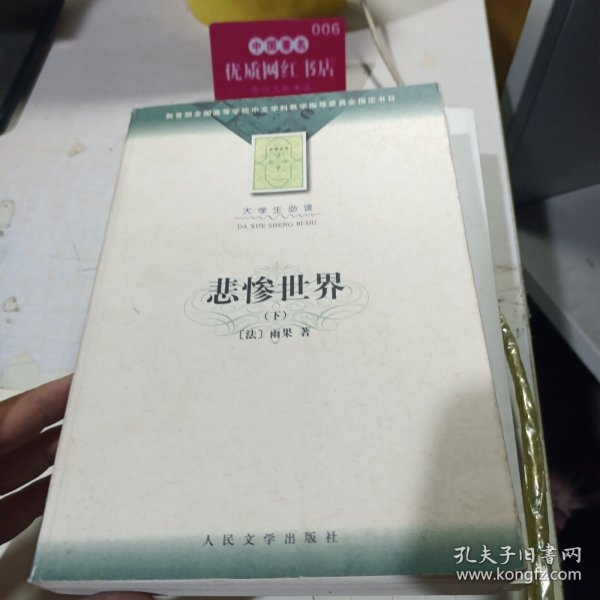 006
中国著名
优质网红书店
教育部全国高等学校中文学科教学指导委员会指定书目
大学生必读
DA XUE SHENG BI DU
悲惨世界
(下)
〔法〕雨果 著
人民文学出版社
孔夫子旧书网
www.kongfz.com